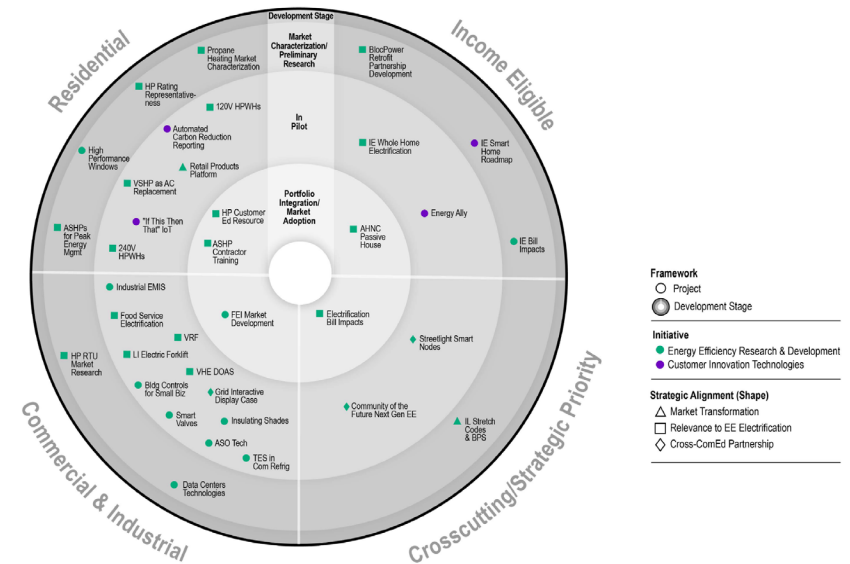 Development Stage
Market
Characterization/
Preliminary
Research
In
Pilot
Portfolio
Integration/
Market
Adoption
Residential
Propane
Heating Market
Characterization
HP Rating
Representative-
ness
120V HPWHs
Automated
Carbon Reduction
Reporting
High
Performance
Windows
Retail Products
Platform
VSHP as AC
Replacement
HP Customer
Ed Resource
"If This Then
That" IoT
ASHPs
for Peak
Energy
Mgmt
240V
HPWHs
ASHP
Contractor
Training
Income Eligible
BlocPower
Retrofit
Partnership
Development
IE Whole Home
Electrification
IE Smart
Home
Roadmap
Energy Ally
AHNC
Passive
House
IE Bill
Impacts
Commercial & Industrial
Industrial EMIS
Food Service
Electrification
FEI Market
Development
VRF
HP RTU
Market
Research
LI Electric Forklift
VHE DOAS
Bldg Controls
for Small Biz
Grid Interactive
Display Case
Smart
Valves
Insulating Shades
ASO Tech
TES in
Com Refrig
Data Centers
Technologies
Crosscutting/Strategic Priority
Electrification
Bill Impacts
Streetlight Smart
Nodes
Community of the
Future Next Gen EE
IL Stretch
Codes
& BPS
Framework
Project
Development Stage
Initiative
Energy Efficiency Research & Development
Customer Innovation Technologies
Strategic Alignment (Shape)
Market Transformation
Relevance to EE Electrification
Cross-ComEd Partnership